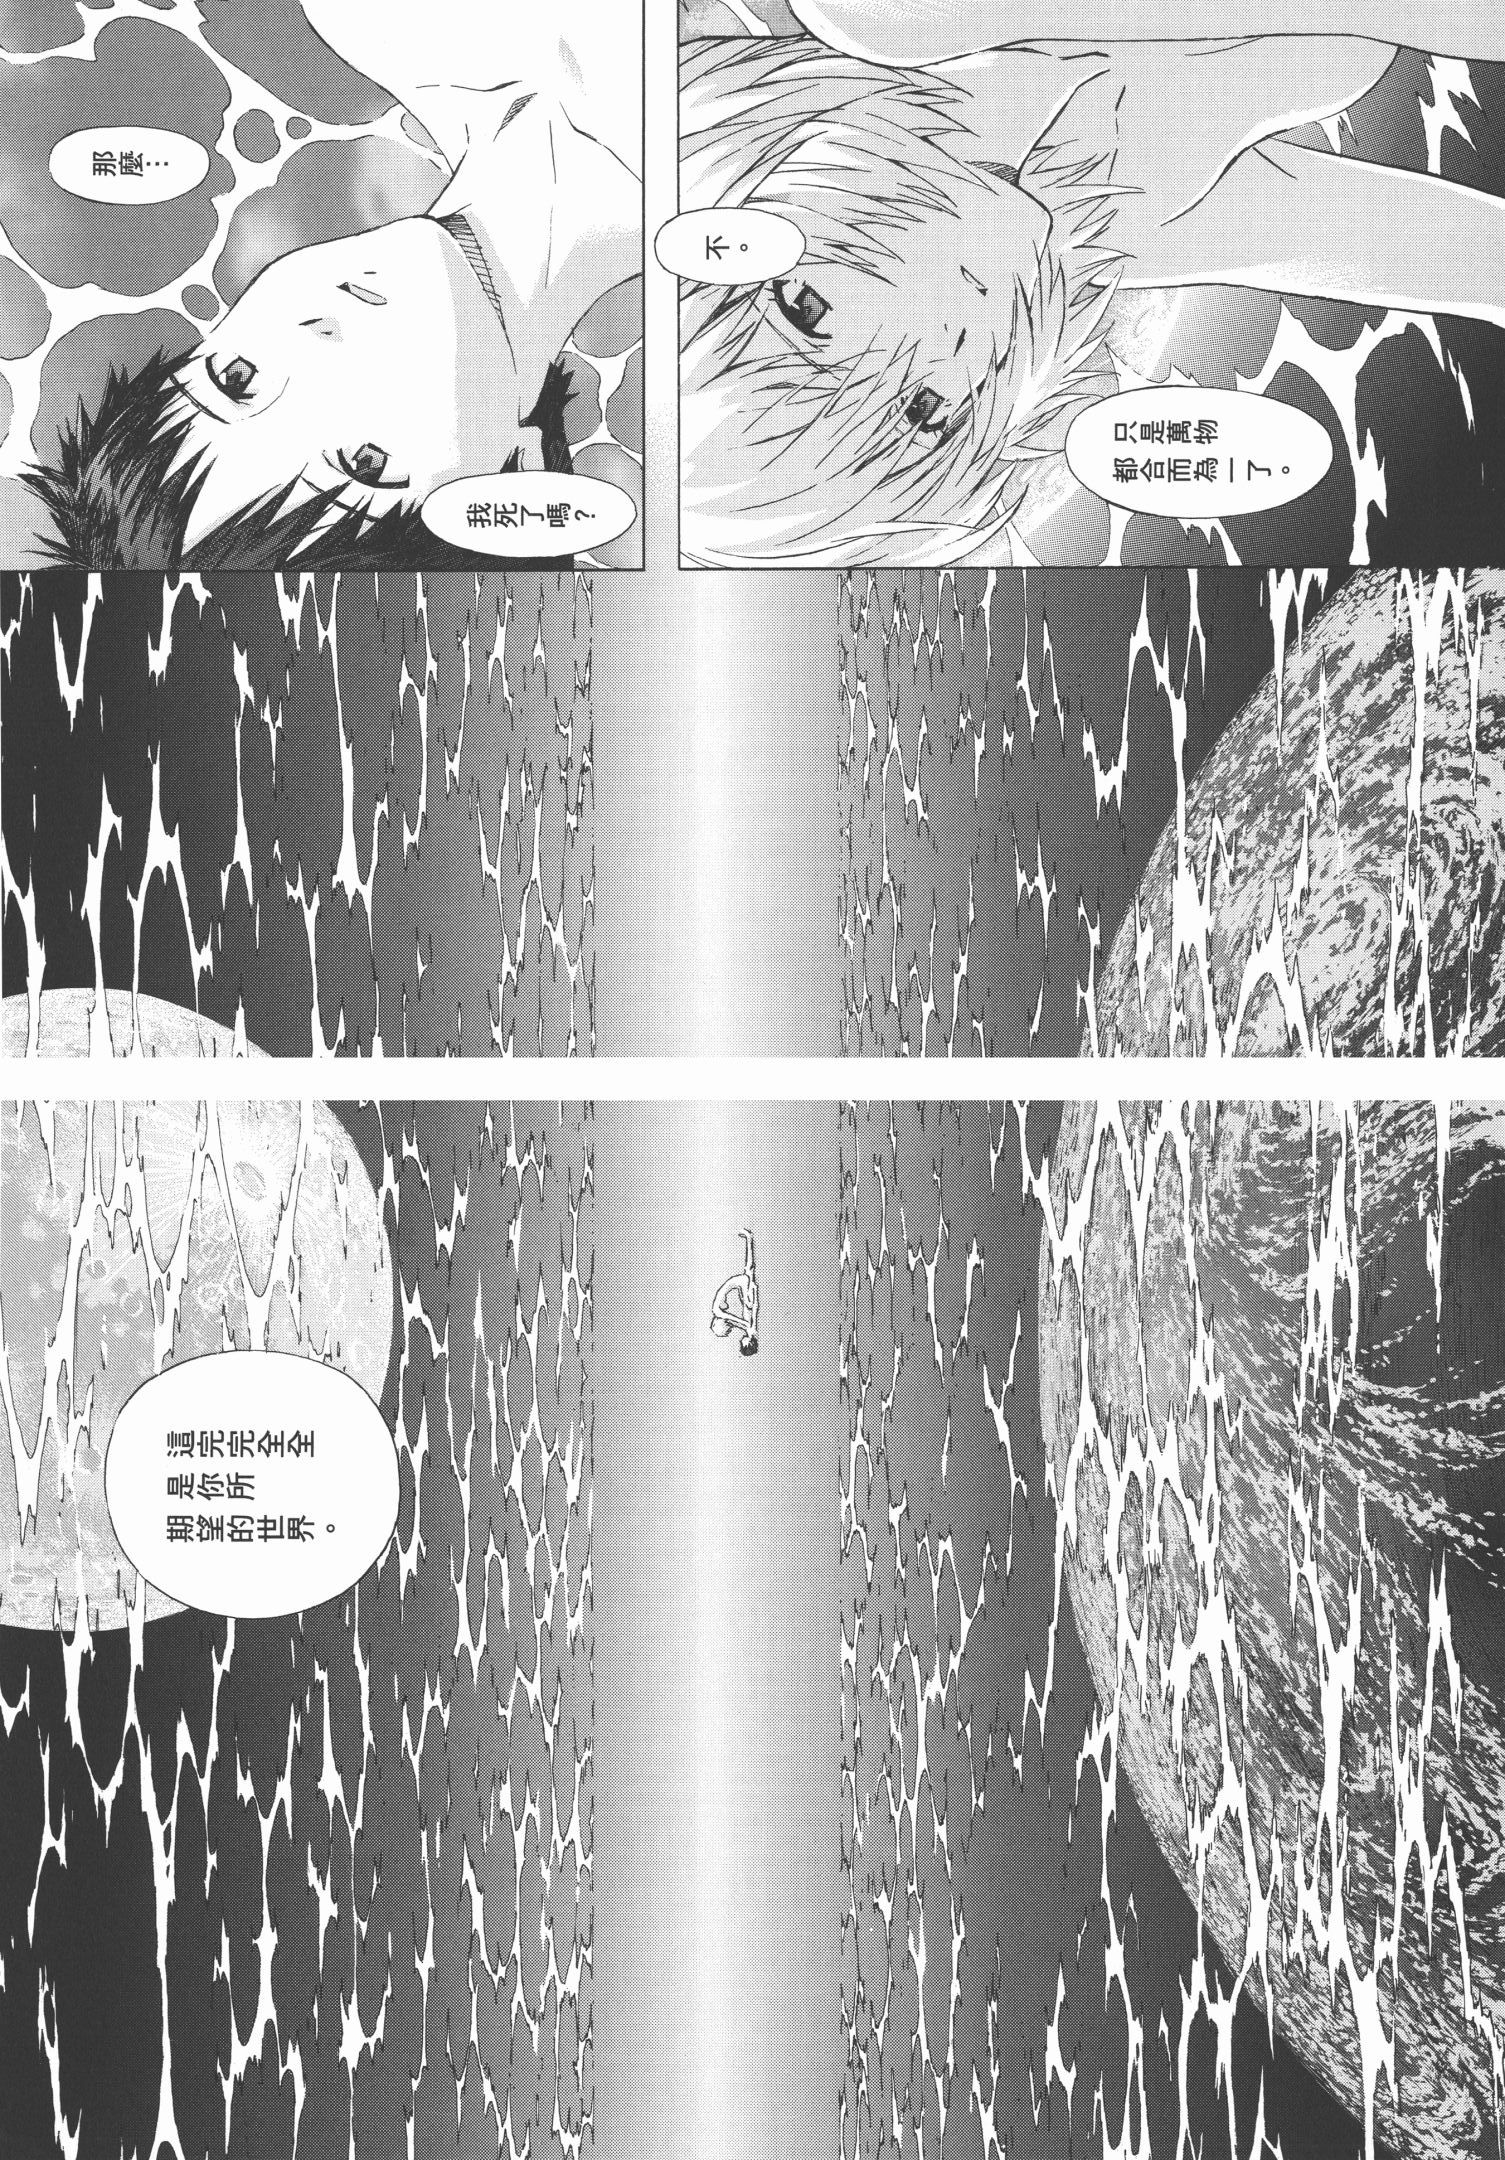 那麼…
我死了嗎?
不。
只是萬物
都合而為一了。
這完完全全
是你所
期望的世界。